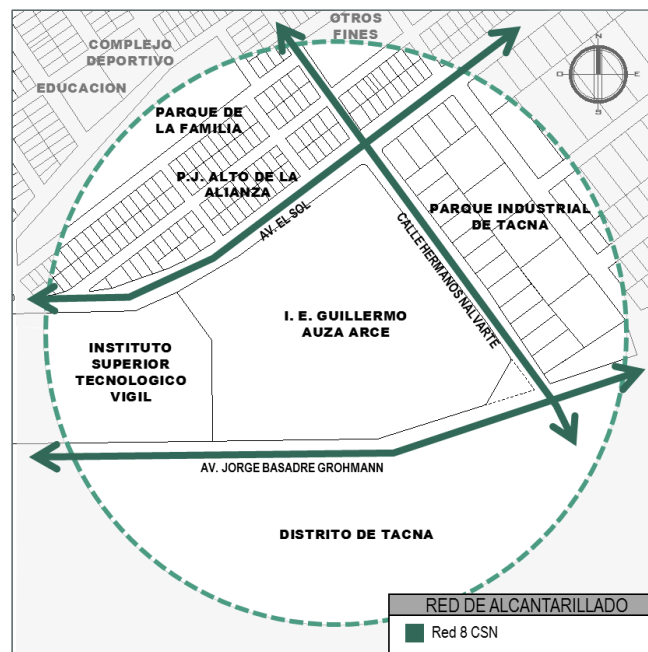 OTROS
FINES
COMPLEJO
DEPORTIVO
EDUCACION
N
O
E
S
PARQUE DE
LA FAMILIA
P.J. ALTO DE LA
ALIANZA
AV. EL SOL
PARQUE INDUSTRIAL
DE TACNA
CALLE HERMANOS NALVARTE
I. E. GUILLERMO
AUZA ARCE
INSTITUTO
SUPERIOR
TECNOLOGICO
VIGIL
AV. JORGE BASADRE GROHMANN
DISTRITO DE TACNA
RED DE ALCANTARILLADO
Red 8 CSN